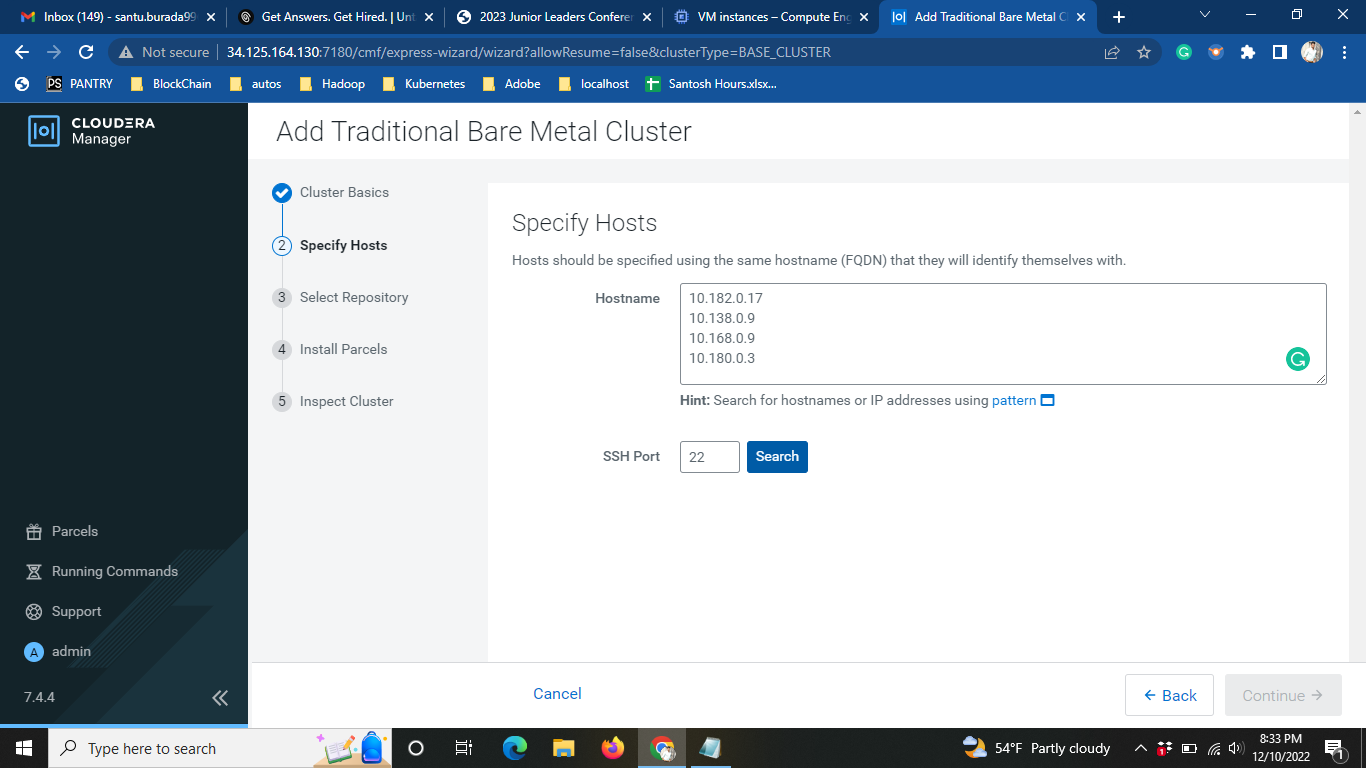 Inbox (149) - santu.burada99
Get Answers. Get Hired. | Unt
2023 Junior Leaders Conferer
VM instances – Compute Eng
Add Traditional Bare Metal C
Not secure
34.125.164.130:7180/cmf/express-wizard/wizard?allowResume=false&clusterType=BASE_CLUSTER
PS PANTRY
BlockChain
autos
Hadoop
Kubernetes
Adobe
localhost
Santosh Hours.xlsx...
CLOUDERA
Manager
Add Traditional Bare Metal Cluster
Cluster Basics
2 Specify Hosts
3 Select Repository
4 Install Parcels
5 Inspect Cluster
Specify Hosts
Hosts should be specified using the same hostname (FQDN) that they will identify themselves with.
Hostname
10.182.0.17
10.138.0.9
10.168.0.9
10.180.0.3
Hint: Search for hostnames or IP addresses using pattern
SSH Port
22
Search
Parcels
Running Commands
Support
A admin
7.4.4
Cancel
Back
Continue
Type here to search
54°F Partly cloudy
8:33 PM
12/10/2022
1